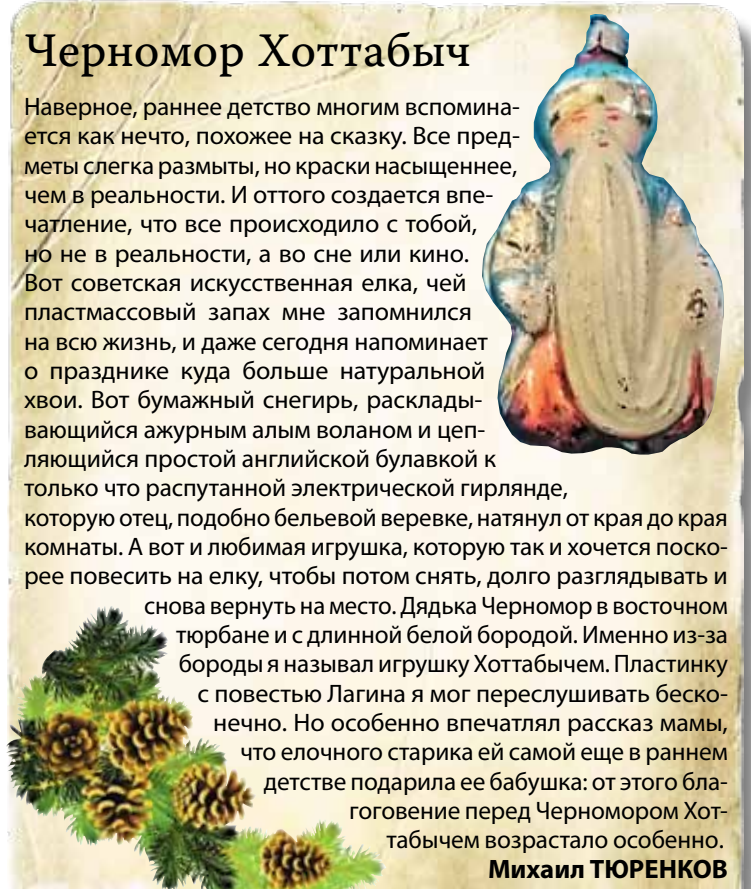 Черномор Хоттабыч
Наверное, раннее детство многим вспомина-
ется как нечто, похожее на сказку. Все пред-
меты слегка размыты, но краски насыщеннее,
чем в реальности. И оттого создается впе-
чатление, что все происходило с тобой,
но не в реальности, а во сне или кино.
Вот советская искусственная елка, чей
пластмассовый запах мне запомнился
на всю жизнь, и даже сегодня напоминает
о празднике куда больше натуральной
хвои. Вот бумажный снегирь, расклады-
вающийся ажурным алым воланом и цеп-
ляющийся простой английской булавкой к
только что распутанной электрической гирлянде,
которую отец, подобно бельевой веревке, натянул от края до края
комнаты. А вот и любимая игрушка, которую так и хочется поско-
рее повесить на елку, чтобы потом снять, долго разглядывать и
снова вернуть на место. Дядька Черномор в восточном
тюрбане и с длинной белой бородой. Именно из-за
бороды я называл игрушку Хоттабычем. Пластинку
с повестью Лагина я мог переслушивать беско-
нечно. Но особенно впечатлял рассказ мамы,
что елочного старика ей самой еще в раннем
детстве подарила ее бабушка: от этого бла-
гоговение перед Черномором Хот-
табычем возрастало особенно.
Михаил ТЮРЕНКОВ